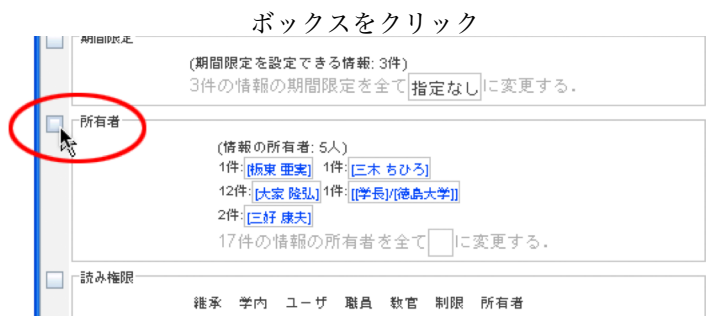 ボックスをクリック
期間限定
(期間限定を設定できる情報: 3件)
3件の情報の期間限定を全て指定なしに変更する.
所有者
(情報の所有者: 5人)
1件:[板東 亜実] 1件:[三木 ちひろ]
12件:[大家 隆弘] 1件:[[学長]/[徳島大学]]
2件:[三好 康夫]
17件の情報の所有者を全て に変更する.
読み権限
継承 学内 ユーザ 職員 教官 制限 所有者